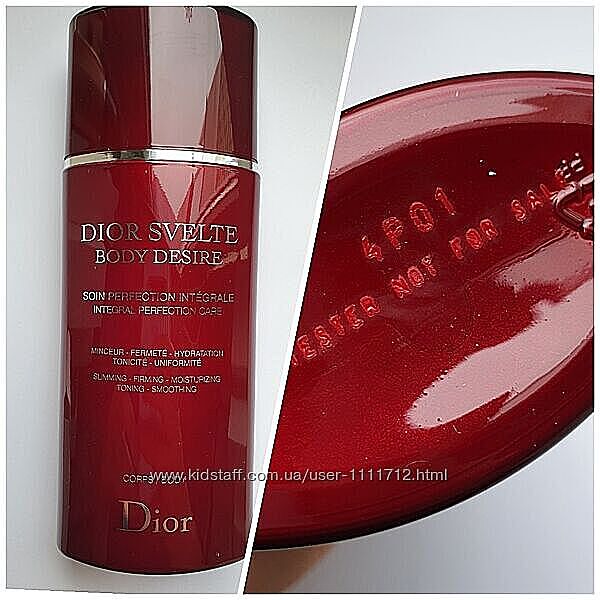 DIOR SVELTE
BODY DESIRE
SOIN PERFECTION INTÉGRALE
INTEGRAL PERFECTION CARE
MINCEUR - FERMETÉ - HYDRATATION
TONICITÉ - UNIFORMITÉ
SLIMMING - FIRMING - MOISTURIZING
TONING - SMOOTHING
CORPS / BODY
Dior
4P01
ESTER NOT FOR SALE
www.kidstaff.com.ua/user-1111712.html